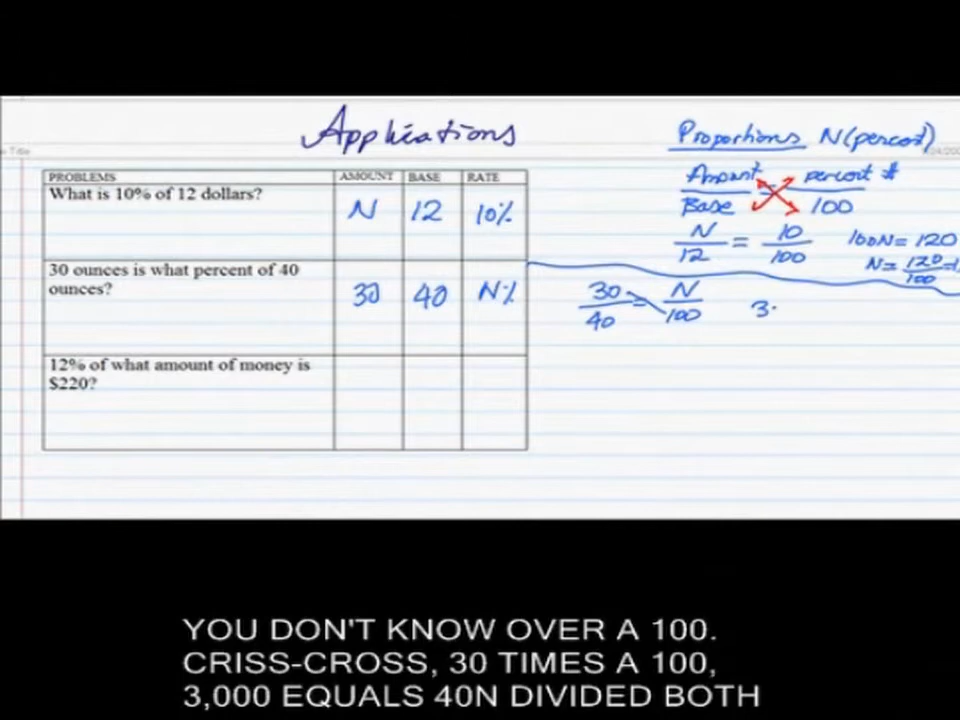 Applications
Proportions N(percent)
Title
PROBLEMS AMOUNT BASE RATE
Amount = percent #
Base 100
What is 10% of 12 dollars? N 12 10%
N/12 = 10/100 100N = 120
N = 120/100 =
30 ounces is what percent of 40
ounces? 30 40 N%
30/40 = N/100 3
12% of what amount of money is
$220?
YOU DON'T KNOW OVER A 100.
CRISS-CROSS, 30 TIMES A 100,
3,000 EQUALS 40N DIVIDED BOTH